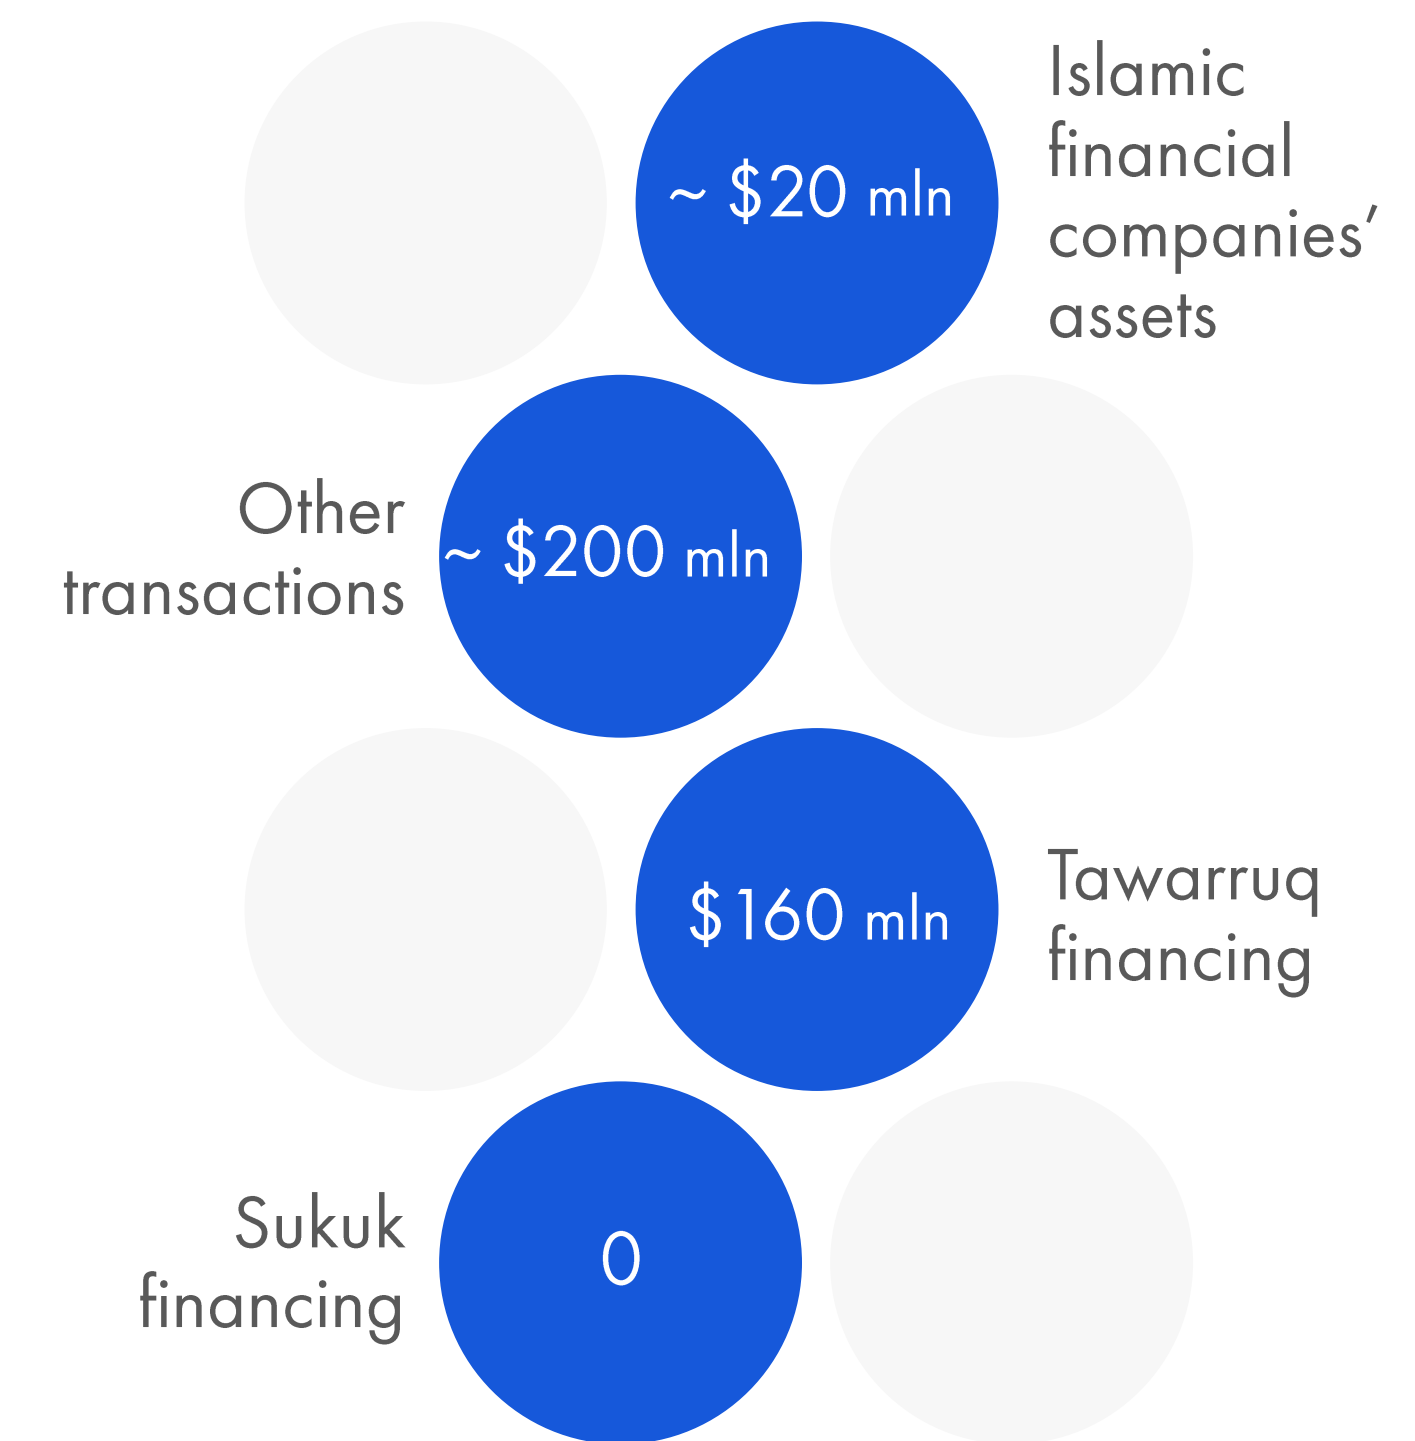 ~ $20 mln
Islamic
financial
companies’
assets
Other
transactions
~ $200 mln
$160 mln
Tawarruq
financing
Sukuk
financing
0